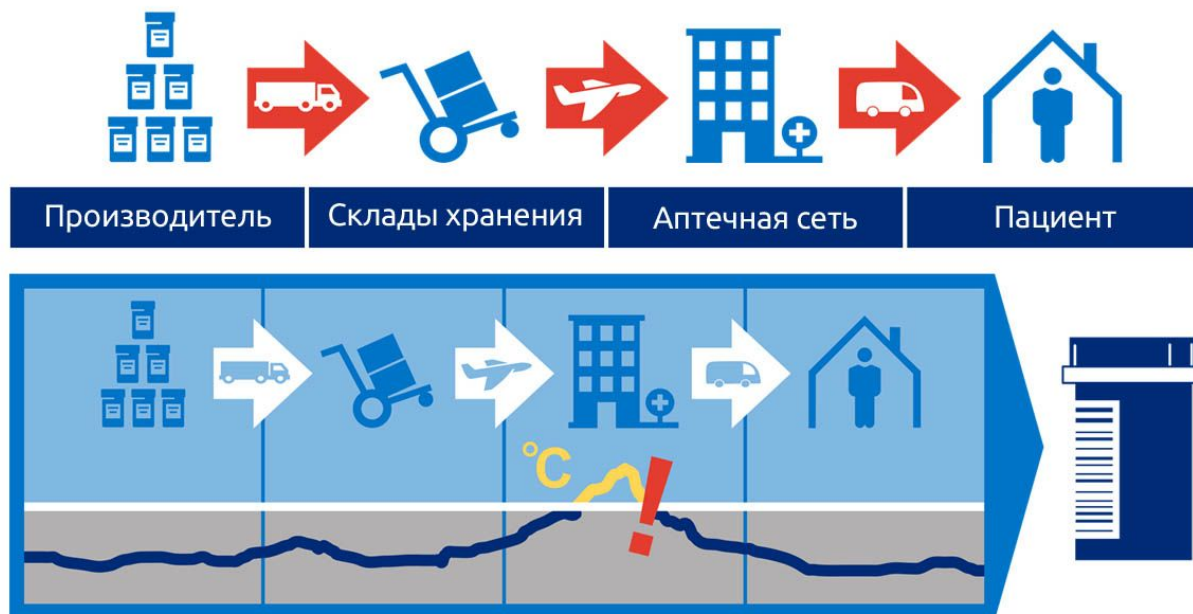 Производитель
Склады хранения
Аптечная сеть
Пациент
°C
!